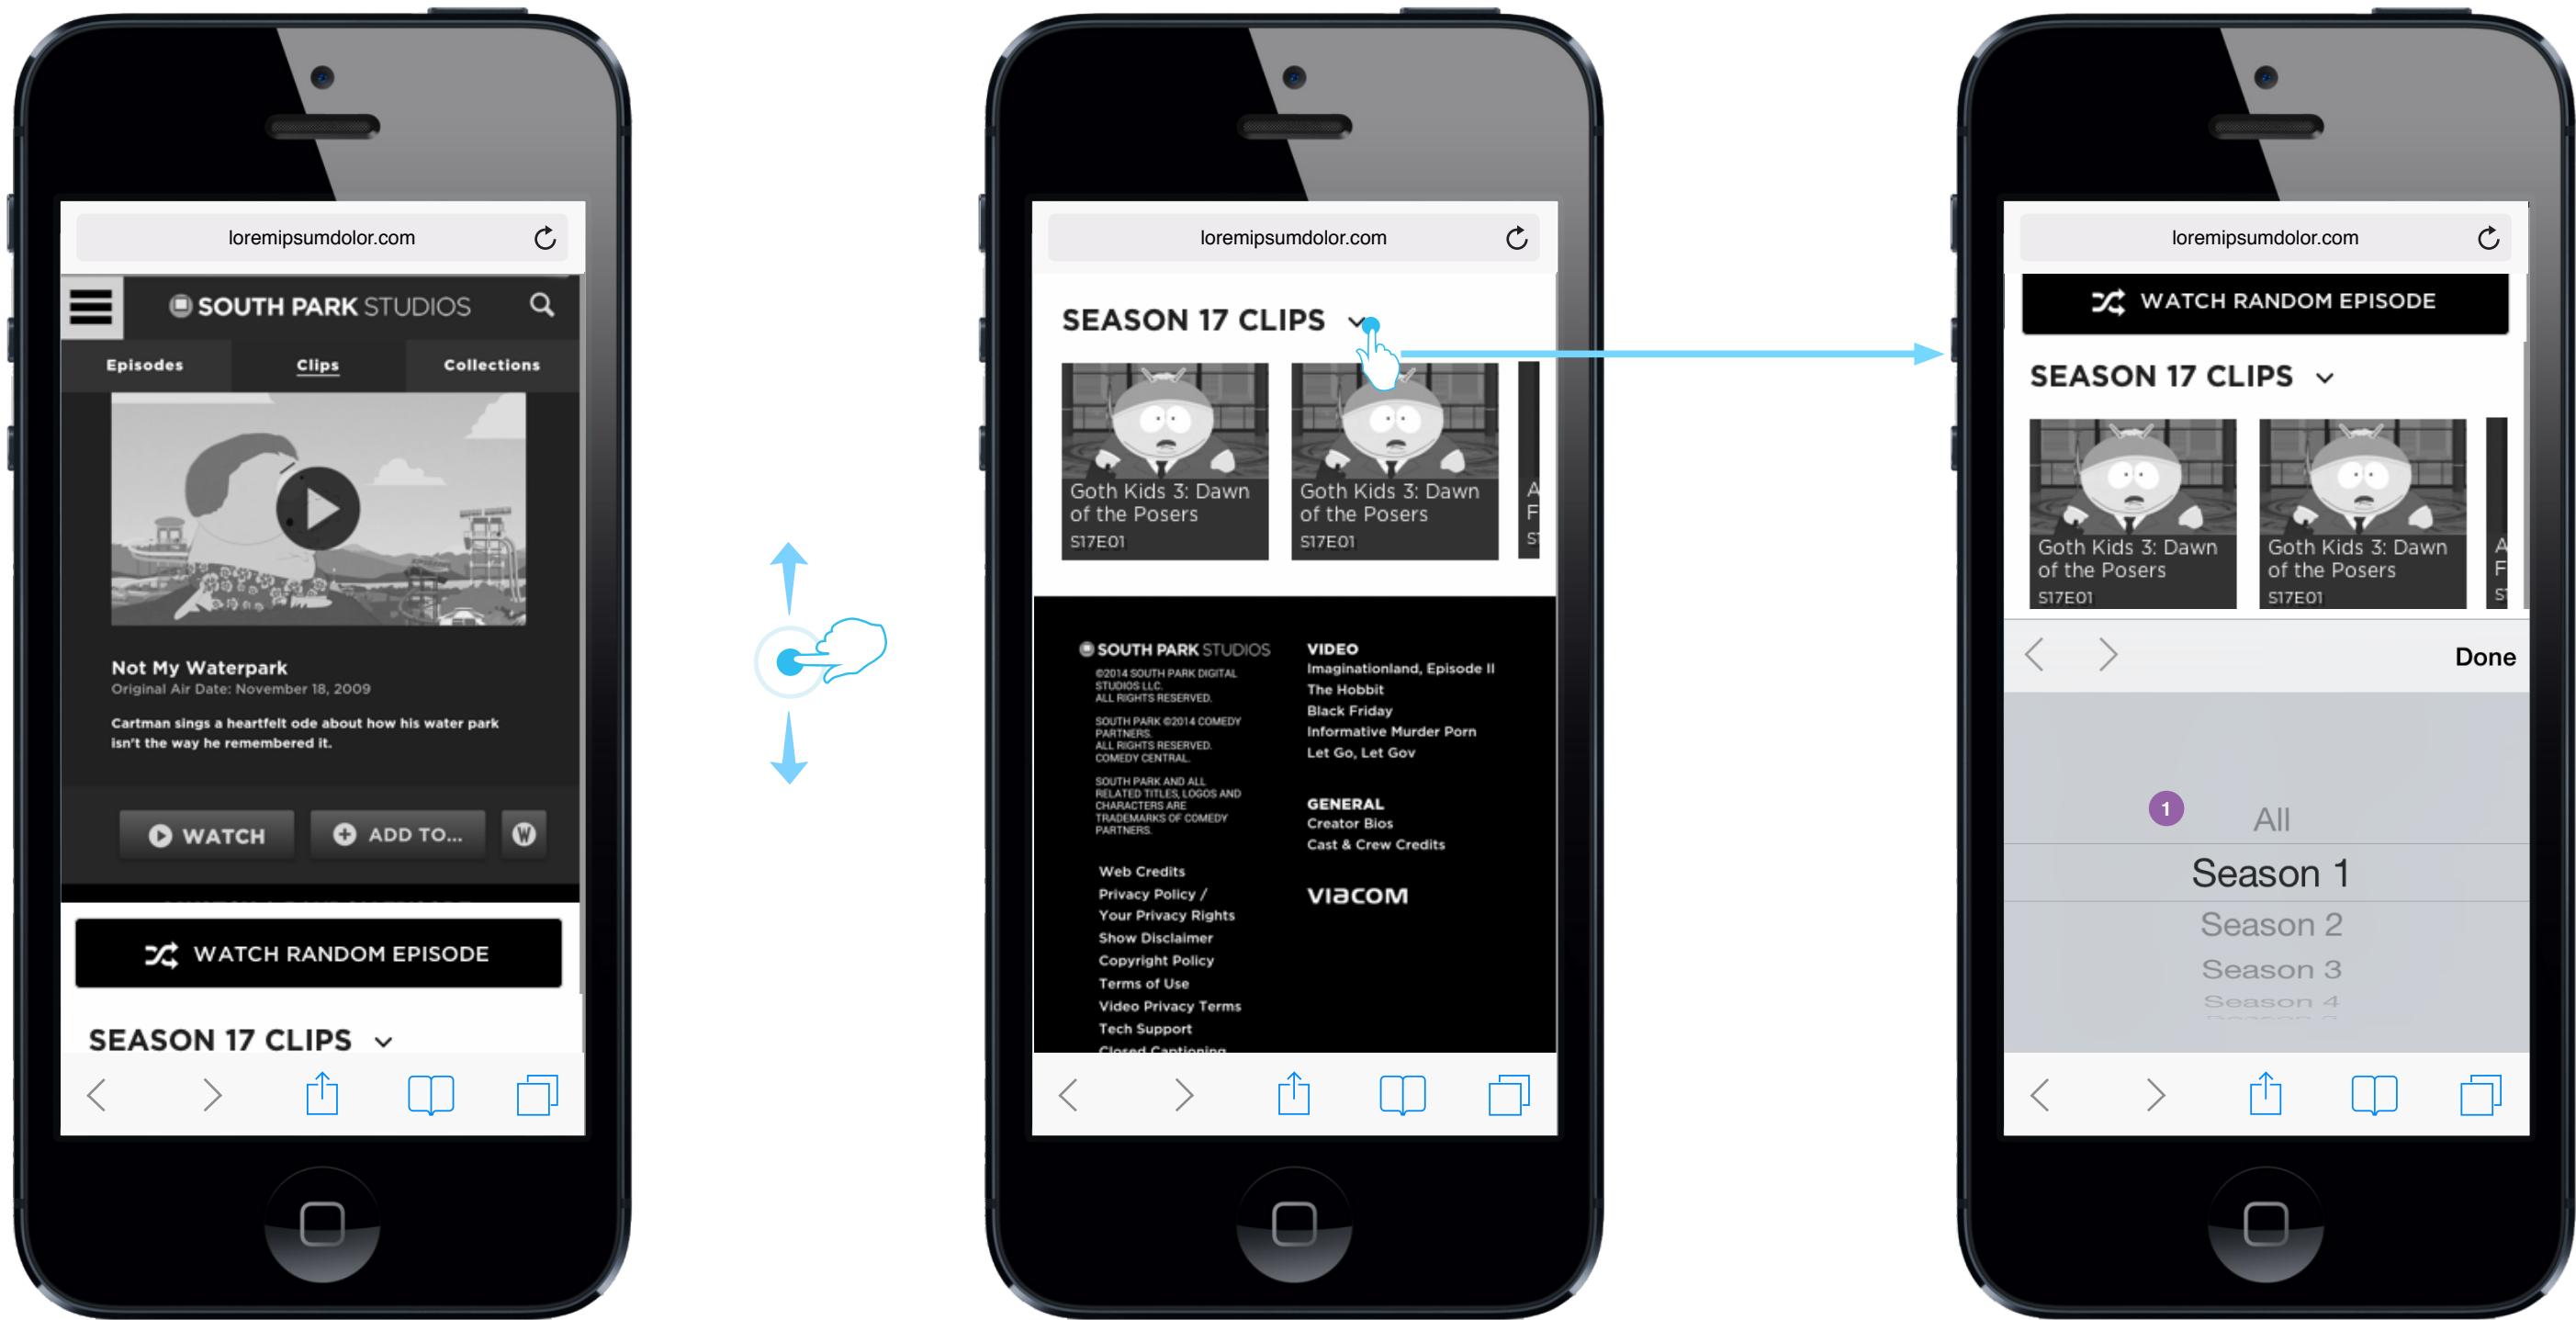 loremipsumdolor.com
SOUTH PARK STUDIOS
Episodes
Clips
Collections
Not My Waterpark
Original Air Date: November 18, 2009
Cartman sings a heartfelt ode about how his water park
isn't the way he remembered it.
WATCH
ADD TO...
W
WATCH RANDOM EPISODE
SEASON 17 CLIPS
loremipsumdolor.com
SEASON 17 CLIPS
Goth Kids 3: Dawn
of the Posers
S17E01
Goth Kids 3: Dawn
of the Posers
S17E01
A
F
S1
SOUTH PARK STUDIOS
©2014 SOUTH PARK DIGITAL
STUDIOS LLC.
ALL RIGHTS RESERVED.
SOUTH PARK ©2014 COMEDY
PARTNERS.
ALL RIGHTS RESERVED.
COMEDY CENTRAL.
SOUTH PARK AND ALL
RELATED TITLES, LOGOS AND
CHARACTERS ARE
TRADEMARKS OF COMEDY
PARTNERS.
Web Credits
Privacy Policy /
Your Privacy Rights
Show Disclaimer
Copyright Policy
Terms of Use
Video Privacy Terms
Tech Support
Closed Captioning
VIDEO
Imaginationland, Episode II
The Hobbit
Black Friday
Informative Murder Porn
Let Go, Let Gov
GENERAL
Creator Bios
Cast & Crew Credits
VIACOM
loremipsumdolor.com
WATCH RANDOM EPISODE
SEASON 17 CLIPS
Goth Kids 3: Dawn
of the Posers
S17E01
Goth Kids 3: Dawn
of the Posers
S17E01
A
F
S1
Done
1
All
Season 1
Season 2
Season 3
Season 4